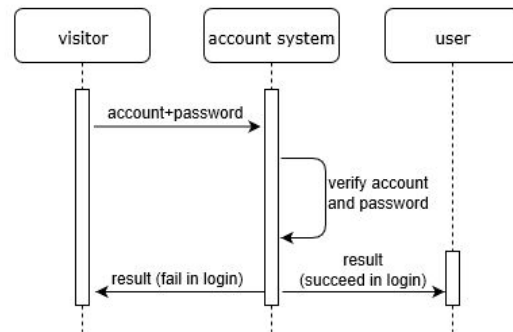 visitor
account system
user
account+password
verify account
and password
result
(succeed in login)
result (fail in login)